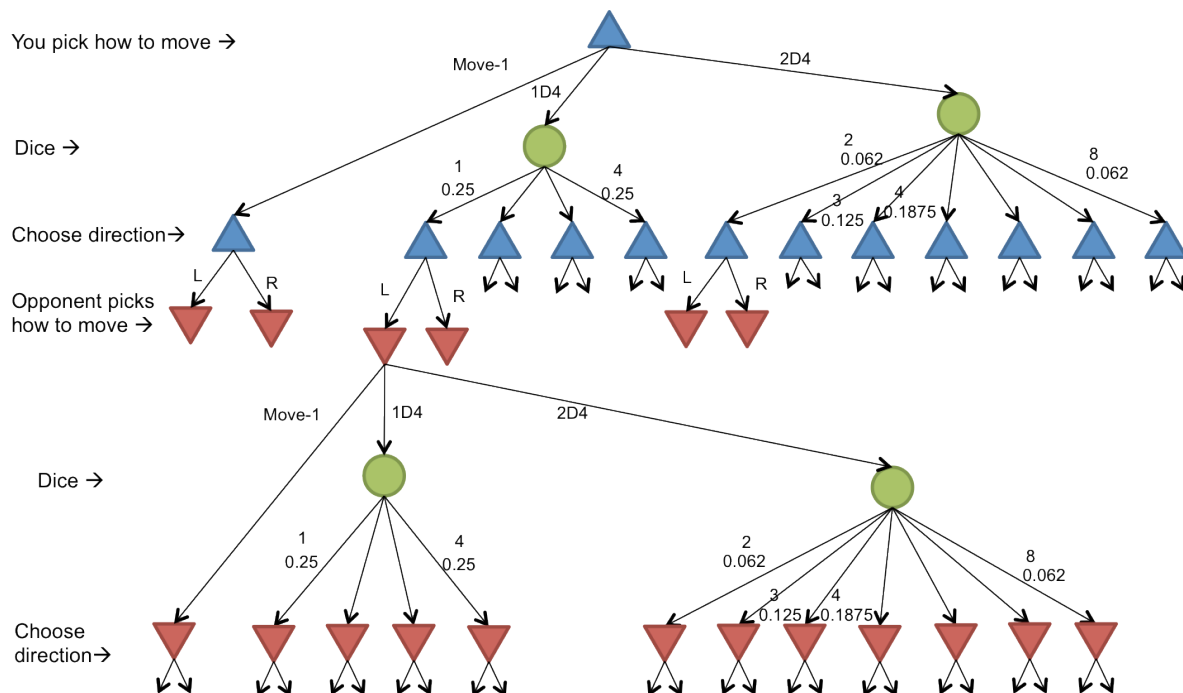 You pick how to move →
Move-1
1D4
2D4
Dice →
1
0.25
4
0.25
2
0.062
3
0.125
4
0.1875
8
0.062
Choose direction→
L
R
L
R
L
R
Opponent picks
how to move →
Move-1
1D4
2D4
Dice →
1
0.25
4
0.25
2
0.062
3
0.125
4
0.1875
8
0.062
Choose
direction→